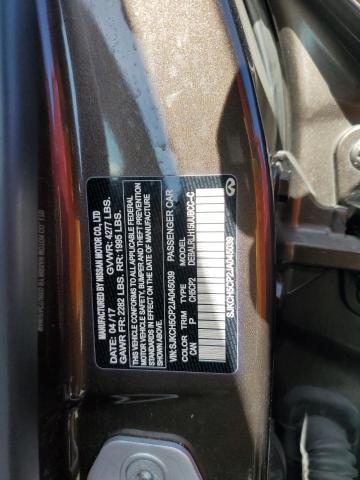 MANUFACTURED BY NISSAN MOTOR CO., LTD
DATE: 04/17 GVWR: 4277 LBS.
GAWR FR: 2282 LBS. RR: 1995 LBS.
THIS VEHICLE CONFORMS TO ALL APPLICABLE FEDERAL
MOTOR VEHICLE SAFETY, BUMPER, AND THEFT PREVENTION
STANDARDS IN EFFECT ON THE DATE OF MANUFACTURE
SHOWN ABOVE.
VIN: SJKCH5CP2JA045039 PASSENGER CAR
COLOR TRIM TYPE MODEL
CAN P CH5CP2
SJKCH5CP2JA045039